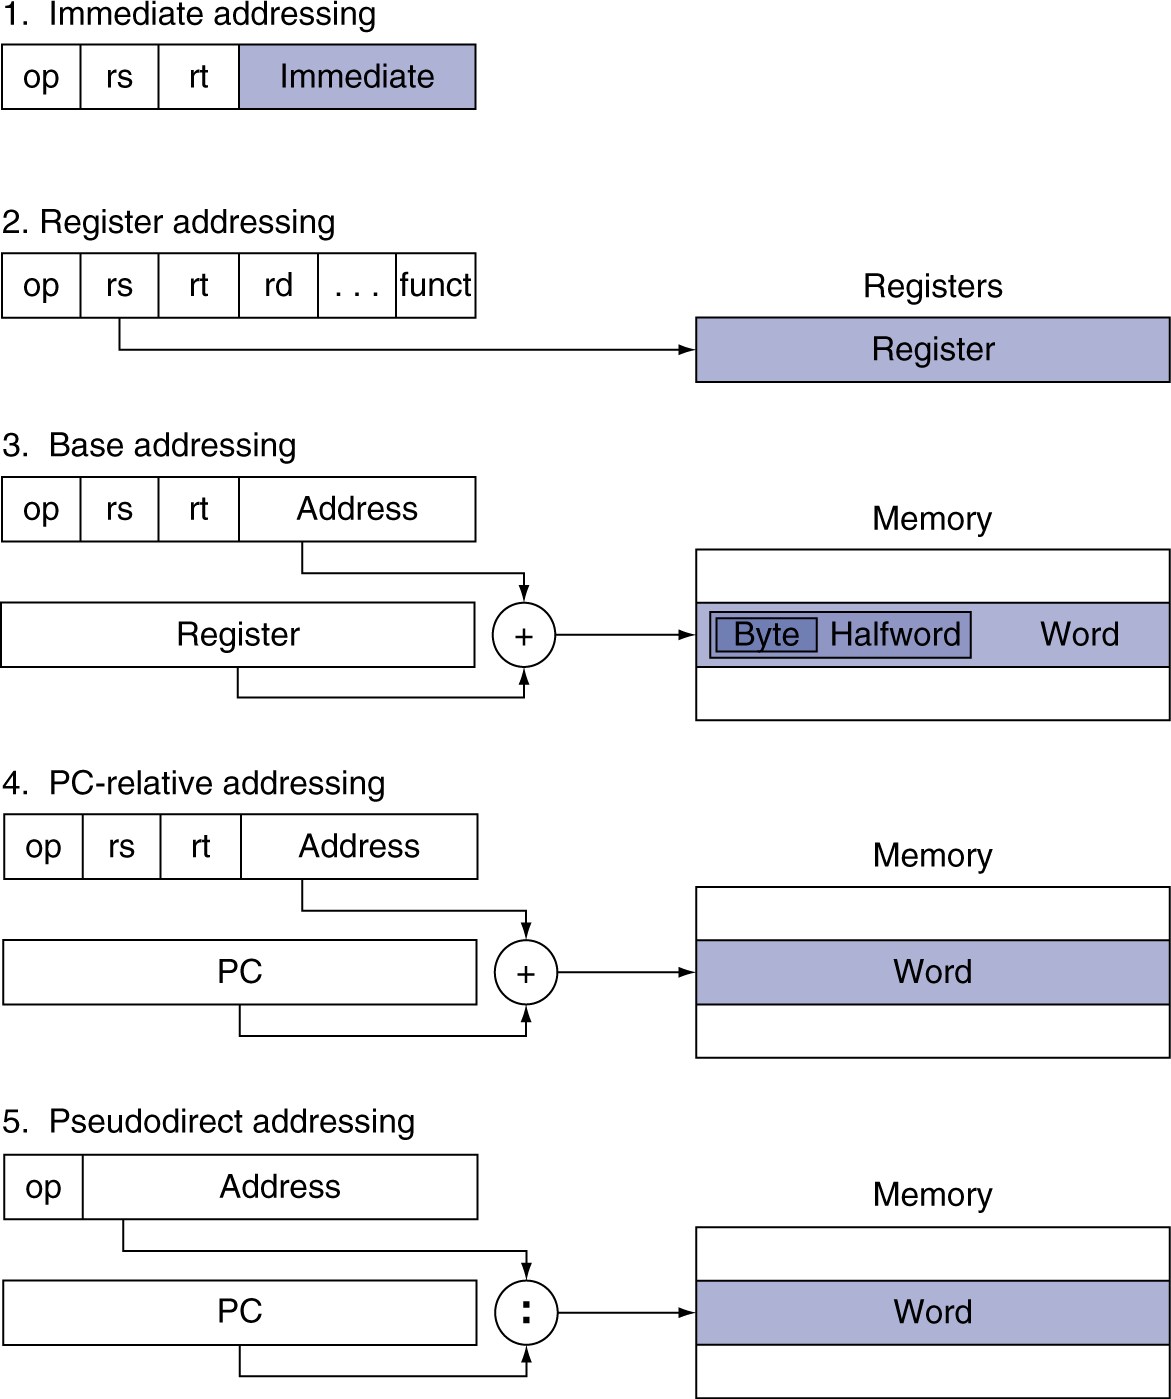 1.  Immediate addressing
op rs rt Immediate
2. Register addressing
op rs rt rd . . . funct
Registers
Register
3.  Base addressing
op rs rt Address
Memory
Register + Byte Halfword Word
4.  PC-relative addressing
op rs rt Address
Memory
PC + Word
5.  Pseudodirect addressing
op Address
Memory
PC : Word